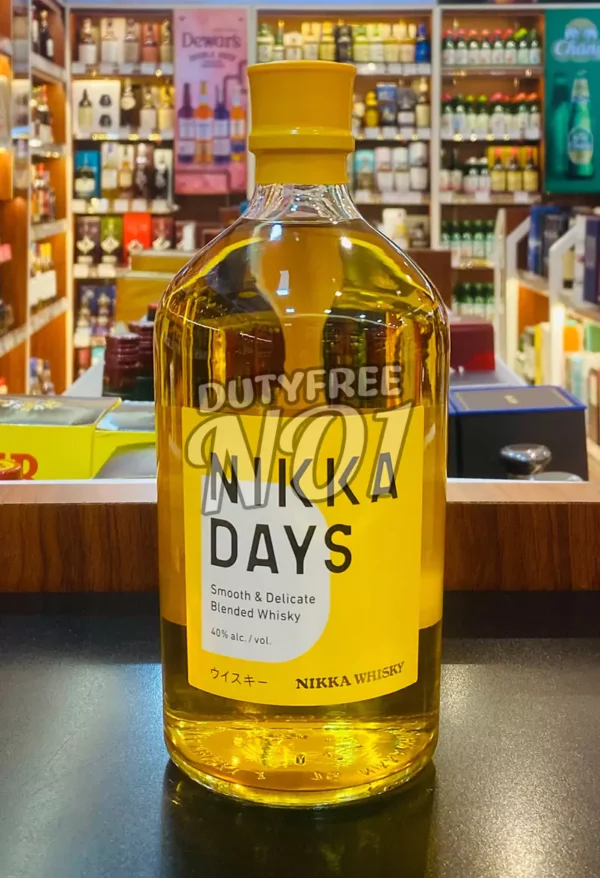 Dewar's
Chang
DUTYFREE
NO1
NIKKA
DAYS
Smooth & Delicate
Blended Whisky
40% alc./vol.
ウイスキー
NIKKA WHISKY